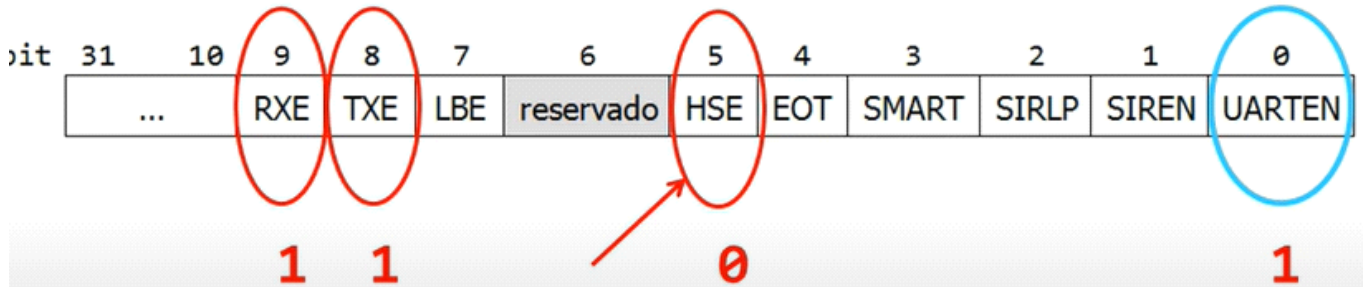 bit 31 10 9 8 7 6 5 4 3 2 1 0
... RXE TXE LBE reservado HSE EOT SMART SIRLP SIREN UARTEN
1 1 0 1